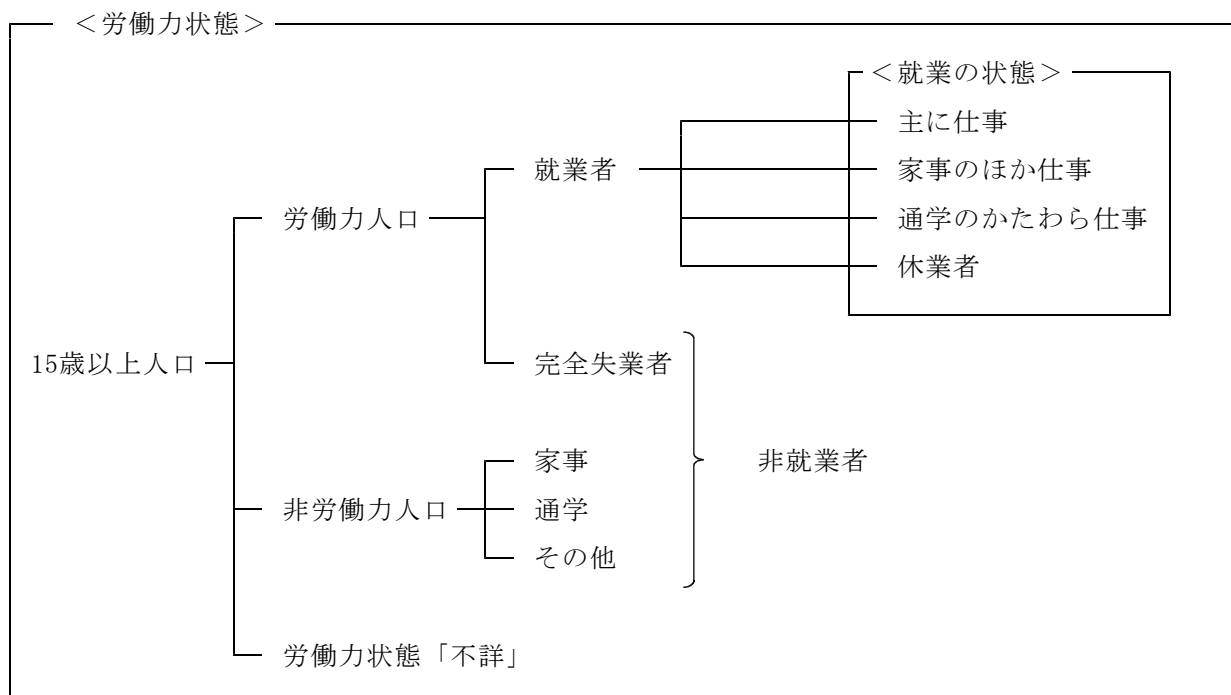 ＜労働力状態＞
＜就業の状態＞
主に仕事
就業者
家事のほか仕事
労働力人口
通学のかたわら仕事
休業者
15歳以上人口
完全失業者
家事
非就業者
非労働力人口
通学
その他
労働力状態「不詳」